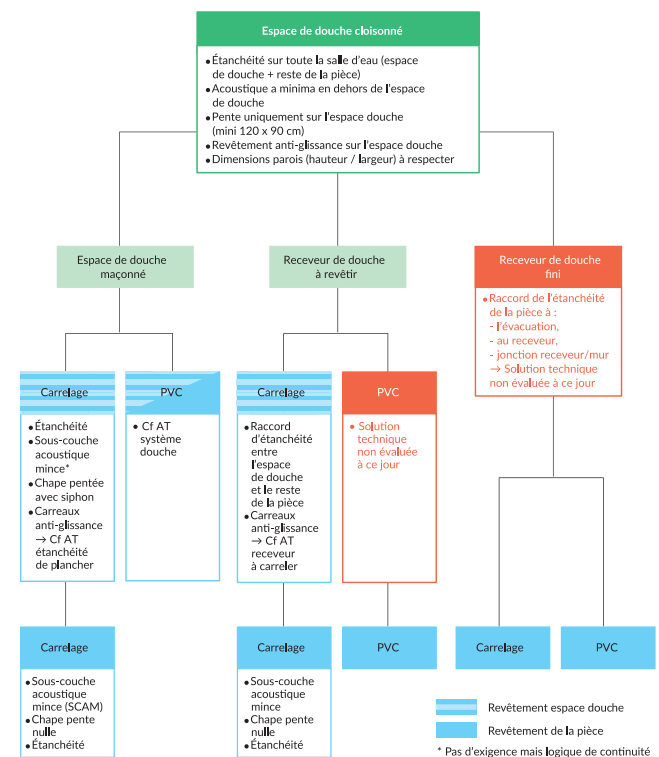 Espace de douche cloisonné
• Étanchéité sur toute la salle d'eau (espace
de douche + reste de la pièce)
• Acoustique a minima en dehors de l'espace
de douche
• Pente uniquement sur l'espace douche
(mini 120 x 90 cm)
• Revêtement anti-glissance sur l'espace douche
• Dimensions parois (hauteur / largeur) à respecter
Espace de douche
maçonné
Receveur de douche
à revêtir
Receveur de douche
fini
• Raccord de l'étanchéité
de la pièce à :
- l'évacuation,
- au receveur,
- jonction receveur/mur
→ Solution technique
non évaluée à ce jour
Carrelage
• Étanchéité
• Sous-couche
acoustique
mince*
• Chape pentée
avec siphon
• Carreaux
anti-glissance
→ Cf AT
étanchéité
de plancher
PVC
• Cf AT
système
douche
Carrelage
• Raccord
d'étanchéité
entre
l'espace
de douche
et le reste
de la pièce
• Carreaux
anti-glissance
→ Cf AT
receveur
à carreler
PVC
• Solution
technique
non évaluée
à ce jour
Carrelage
• Sous-couche
acoustique
mince (SCAM)
• Chape pente
nulle
• Étanchéité
Carrelage
• Sous-couche
acoustique
mince
• Chape pente
nulle
• Étanchéité
PVC
Carrelage
PVC
Revêtement espace douche
Revêtement de la pièce
* Pas d'exigence mais logique de continuité